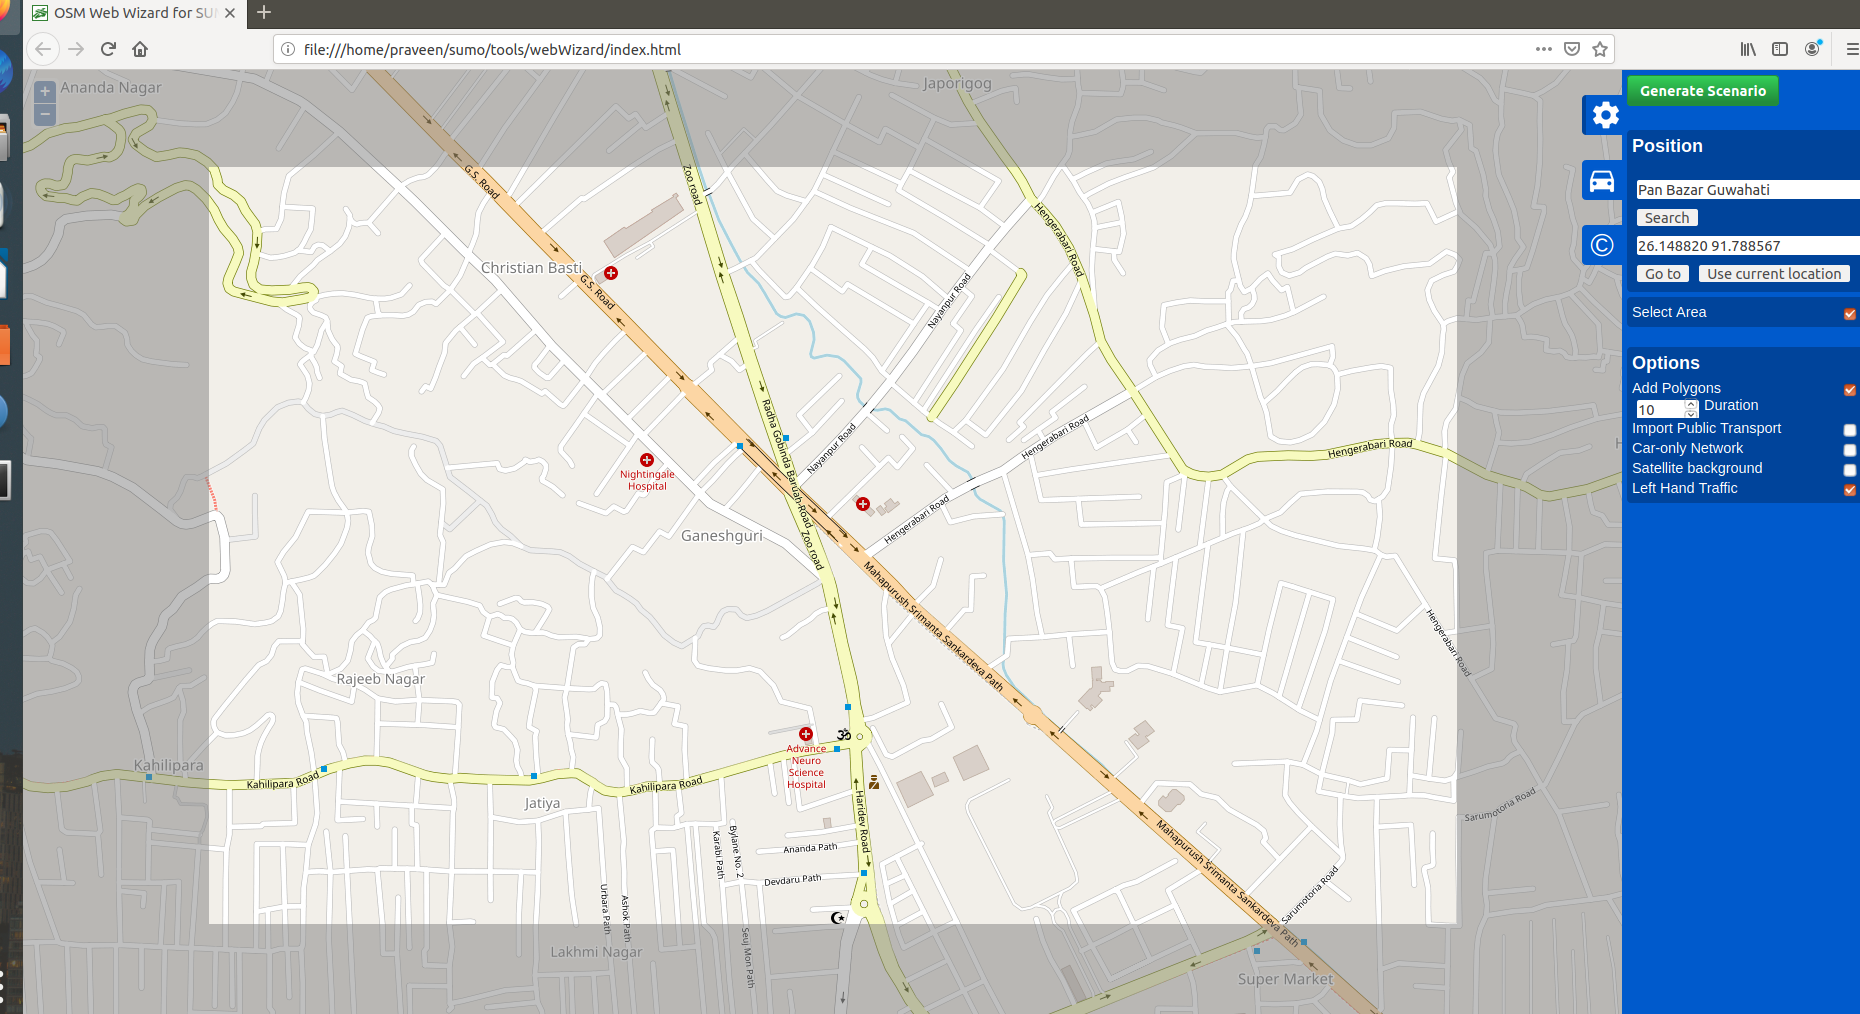 OSM Web Wizard for SU
file:///home/praveen/sumo/tools/webWizard/index.html
+
−
Ananda Nagar
Japorigog
Generate Scenario
Position
Pan Bazar Guwahati
Search
26.148820 91.788567
Go to
Use current location
Select Area
Options
Add Polygons
10
Duration
Import Public Transport
Car-only Network
Satellite background
Left Hand Traffic
©
G.S. Road
Zoo road
Hengerabari Road
Christian Basti
G.S. Road
Nayanpur Road
Radha Gobinda Baruah Road
Nayanpur Road
Hengerabari Road
Hengerabari Road
Nightingale
Hospital
Hengerabari Road
Ganeshguri
Zoo road
Mahapurush Srimanta Sankardeva Path
Hengerabari Road
Rajeeb Nagar
Kahilipara
Advance
Neuro
Science
Hospital
ॐ
Kahilipara Road
Kahilipara Road
Jatiya
Haridev Road
Sarumotoria Road
Mahapurush Srimanta Sankardeva Path
Karabi Path
Bylane No. 2
Ananda Path
Devdaru Path
Urbara Path
Ashok Path
Sarumotoria Road
Seuj Mon Path
Lakhmi Nagar
Super Market